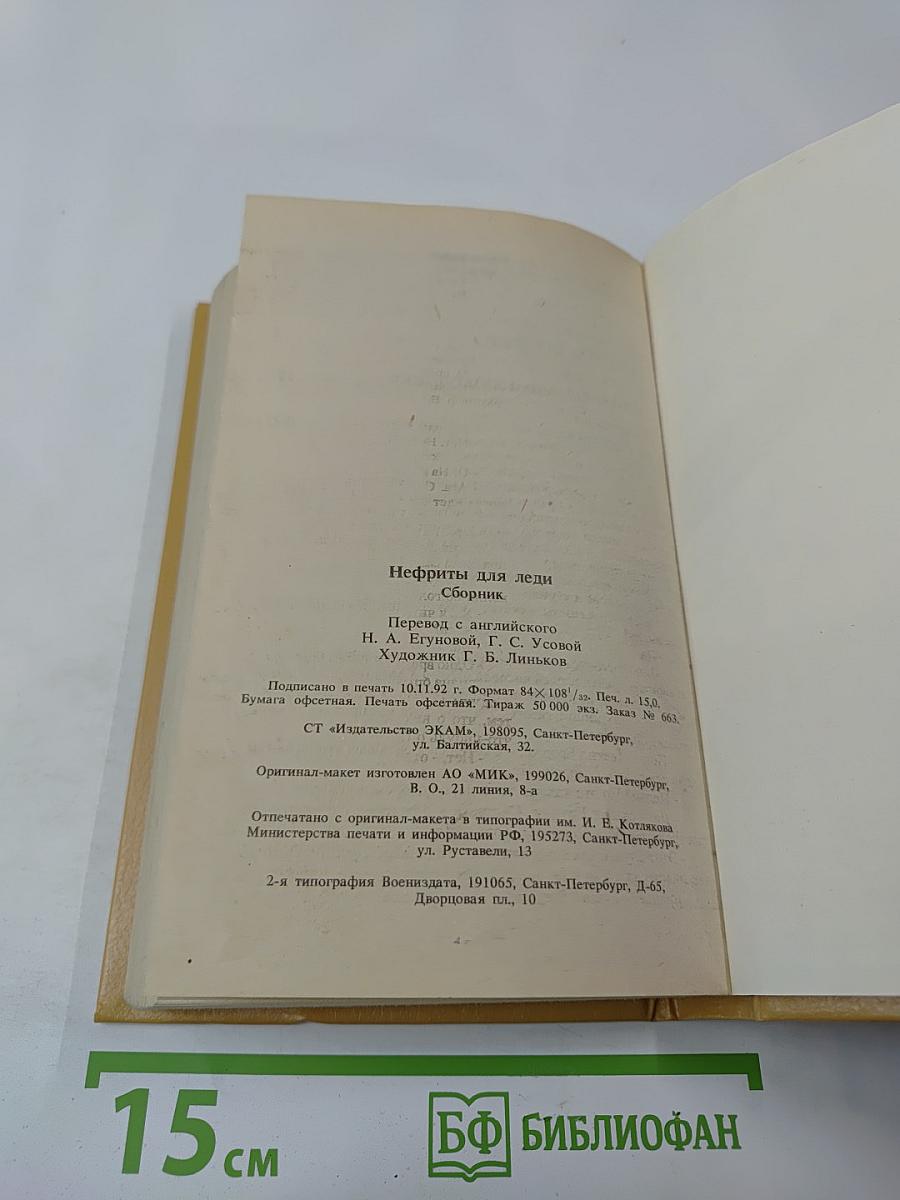 Нефриты для леди
Сборник
Перевод с английского
Н. А. Егуновой, Г. С. Усовой
Художник Г. Б. Линьков
Подписано в печать 10.11.92 г. Формат 84×108¹/₃₂. Печ. л. 15,0.
Бумага офсетная. Печать офсетная. Тираж 50 000 экз. Заказ № 663.
СТ «Издательство ЭКАМ», 198095, Санкт-Петербург,
ул. Балтийская, 32.
Оригинал-макет изготовлен АО «МИК», 199026, Санкт-Петербург,
В. О., 21 линия, 8-а
Отпечатано с оригинал-макета в типографии им. И. Е. Котлякова
Министерства печати и информации РФ, 195273, Санкт-Петербург,
ул. Руставели, 13
2-я типография Воениздата, 191065, Санкт-Петербург, Д-65,
Дворцовая пл., 10
15 см
БФ БИБЛИОФАН